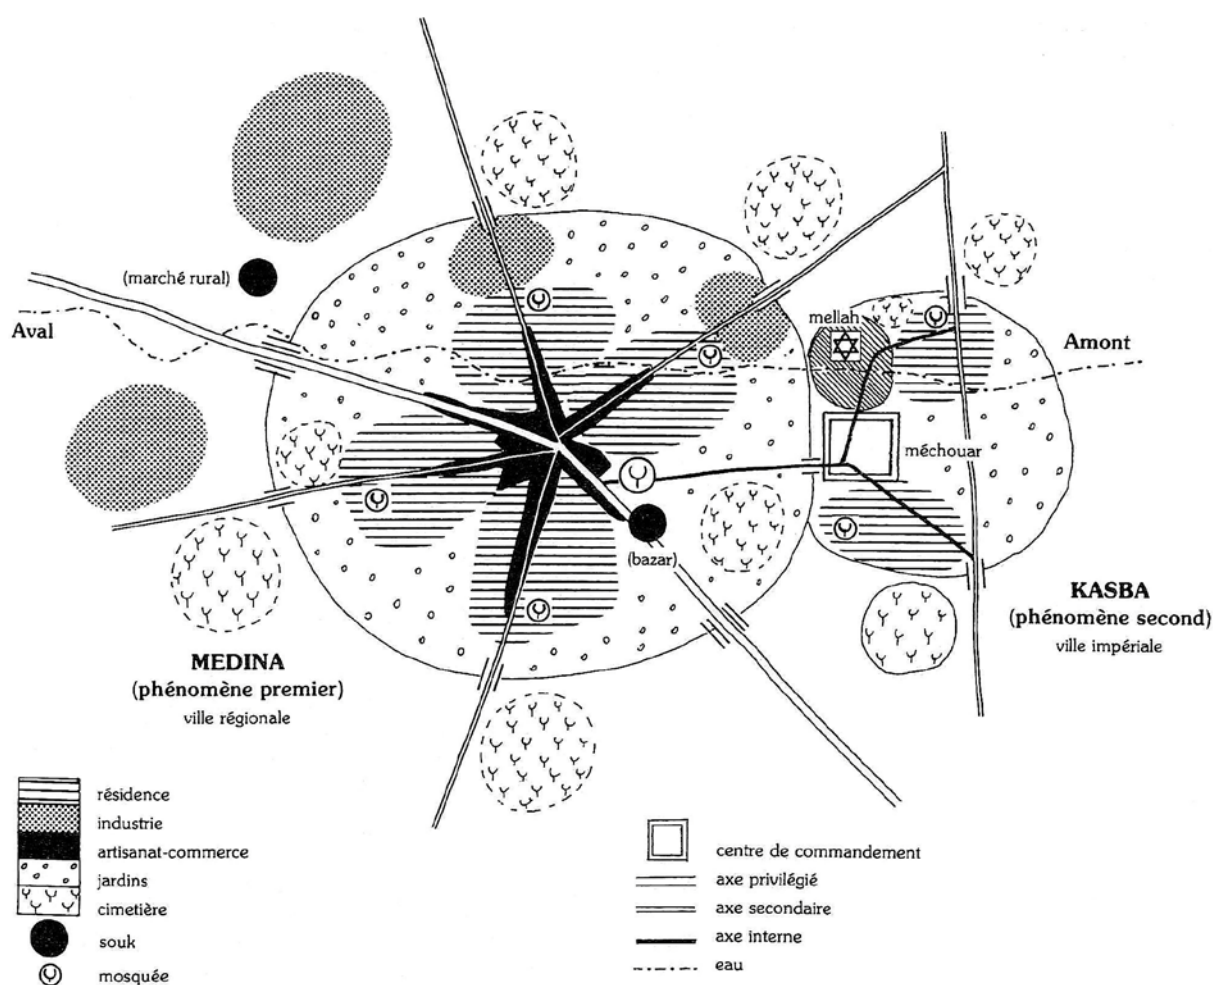 (marché rural)
Aval
mellah
Amont
méchouar
(bazar)
KASBA
(phénomène second)
ville impériale
MEDINA
(phénomène premier)
ville régionale
résidence
industrie
artisanat-commerce
jardins
cimetière
souk
mosquée
centre de commandement
axe privilégié
axe secondaire
axe interne
eau